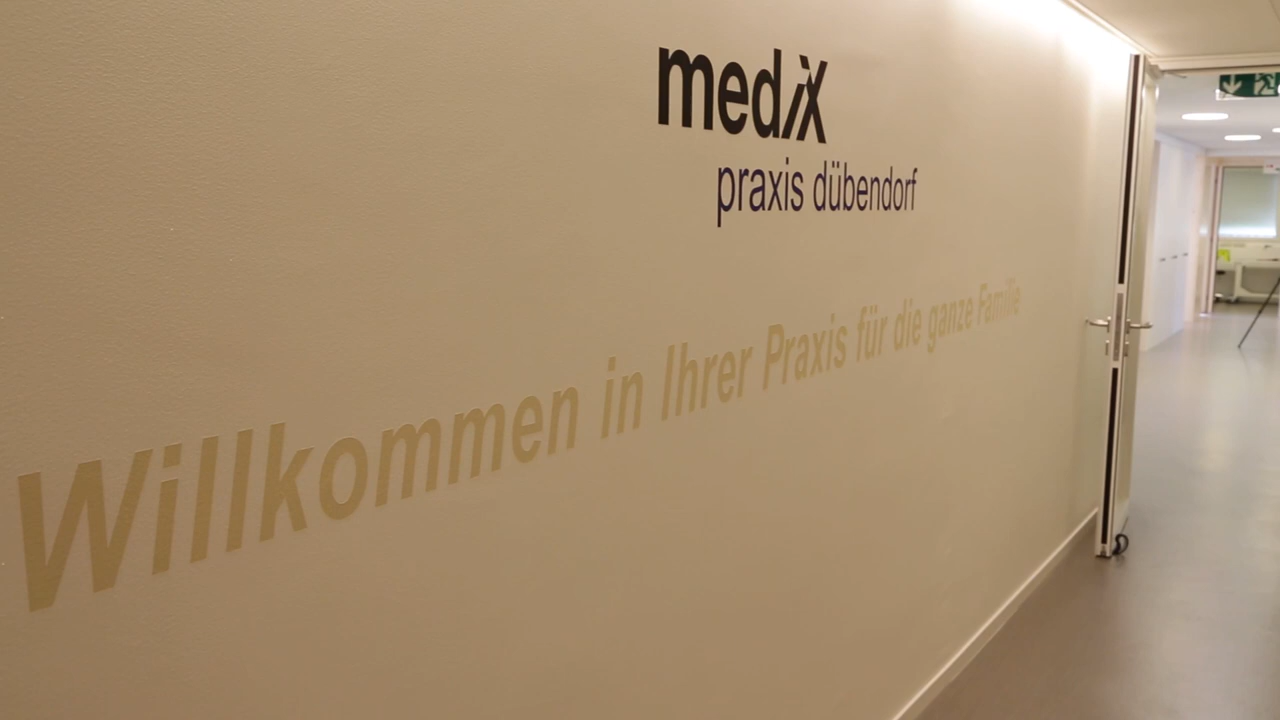 medix
praxis dübendorf
Willkommen in Ihrer Praxis für die ganze Familie